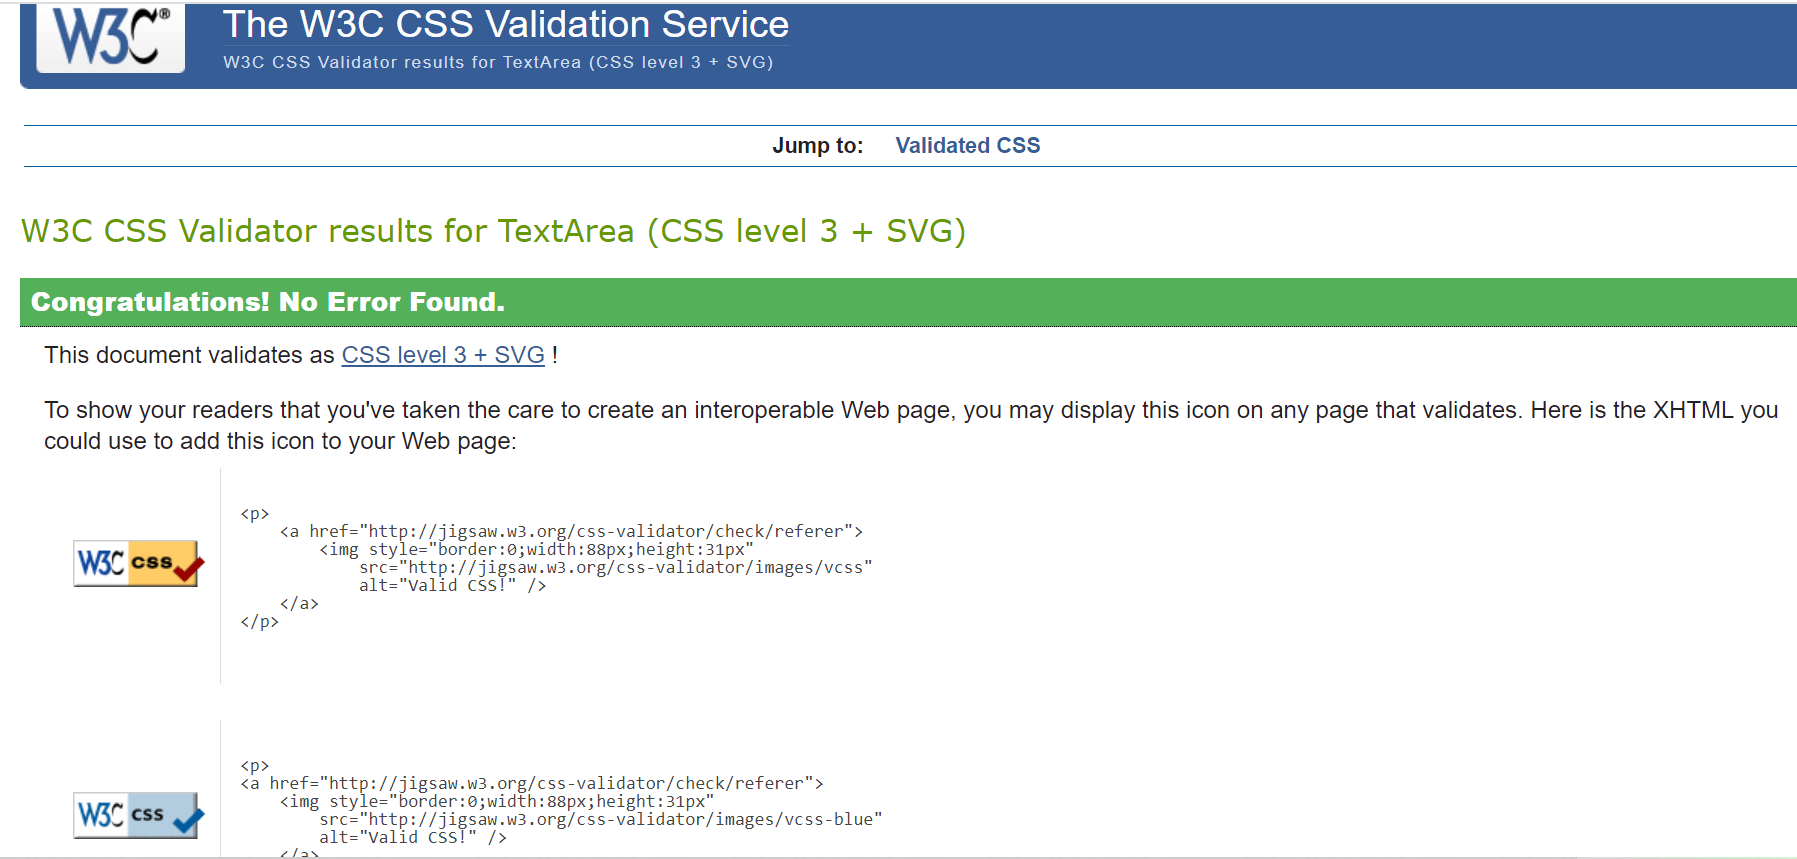 W3C®
The W3C CSS Validation Service
W3C CSS Validator results for TextArea (CSS level 3 + SVG)
Jump to: Validated CSS
W3C CSS Validator results for TextArea (CSS level 3 + SVG)
Congratulations! No Error Found.
This document validates as CSS level 3 + SVG !
To show your readers that you've taken the care to create an interoperable Web page, you may display this icon on any page that validates. Here is the XHTML you
could use to add this icon to your Web page:
W3C css
<p>
    <a href="http://jigsaw.w3.org/css-validator/check/referer">
        <img style="border:0;width:88px;height:31px"
            src="http://jigsaw.w3.org/css-validator/images/vcss"
            alt="Valid CSS!" />
    </a>
</p>
W3C css
<p>
<a href="http://jigsaw.w3.org/css-validator/check/referer">
    <img style="border:0;width:88px;height:31px"
        src="http://jigsaw.w3.org/css-validator/images/vcss-blue"
        alt="Valid CSS!" />
    </a>